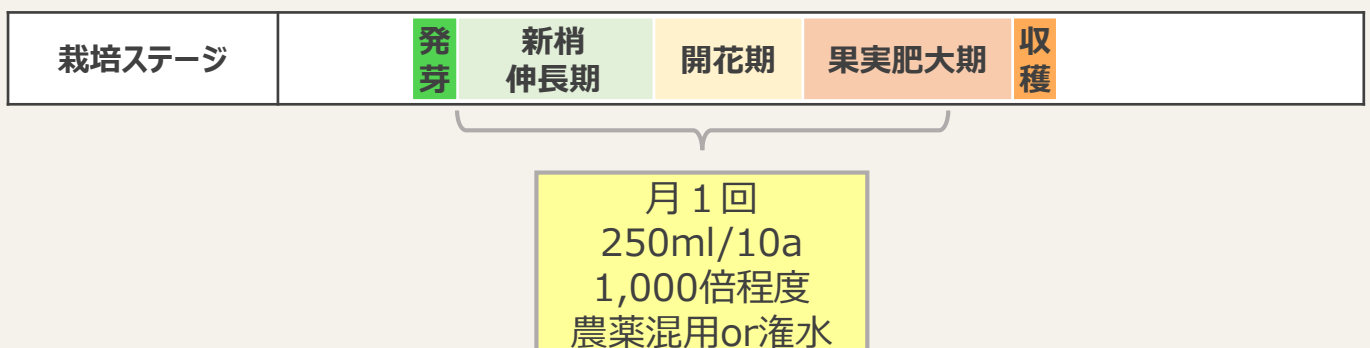 栽培ステージ
発芽
新梢
伸長期
開花期
果実肥大期
収穫
月１回
250ml/10a
1,000倍程度
農薬混用or潅水